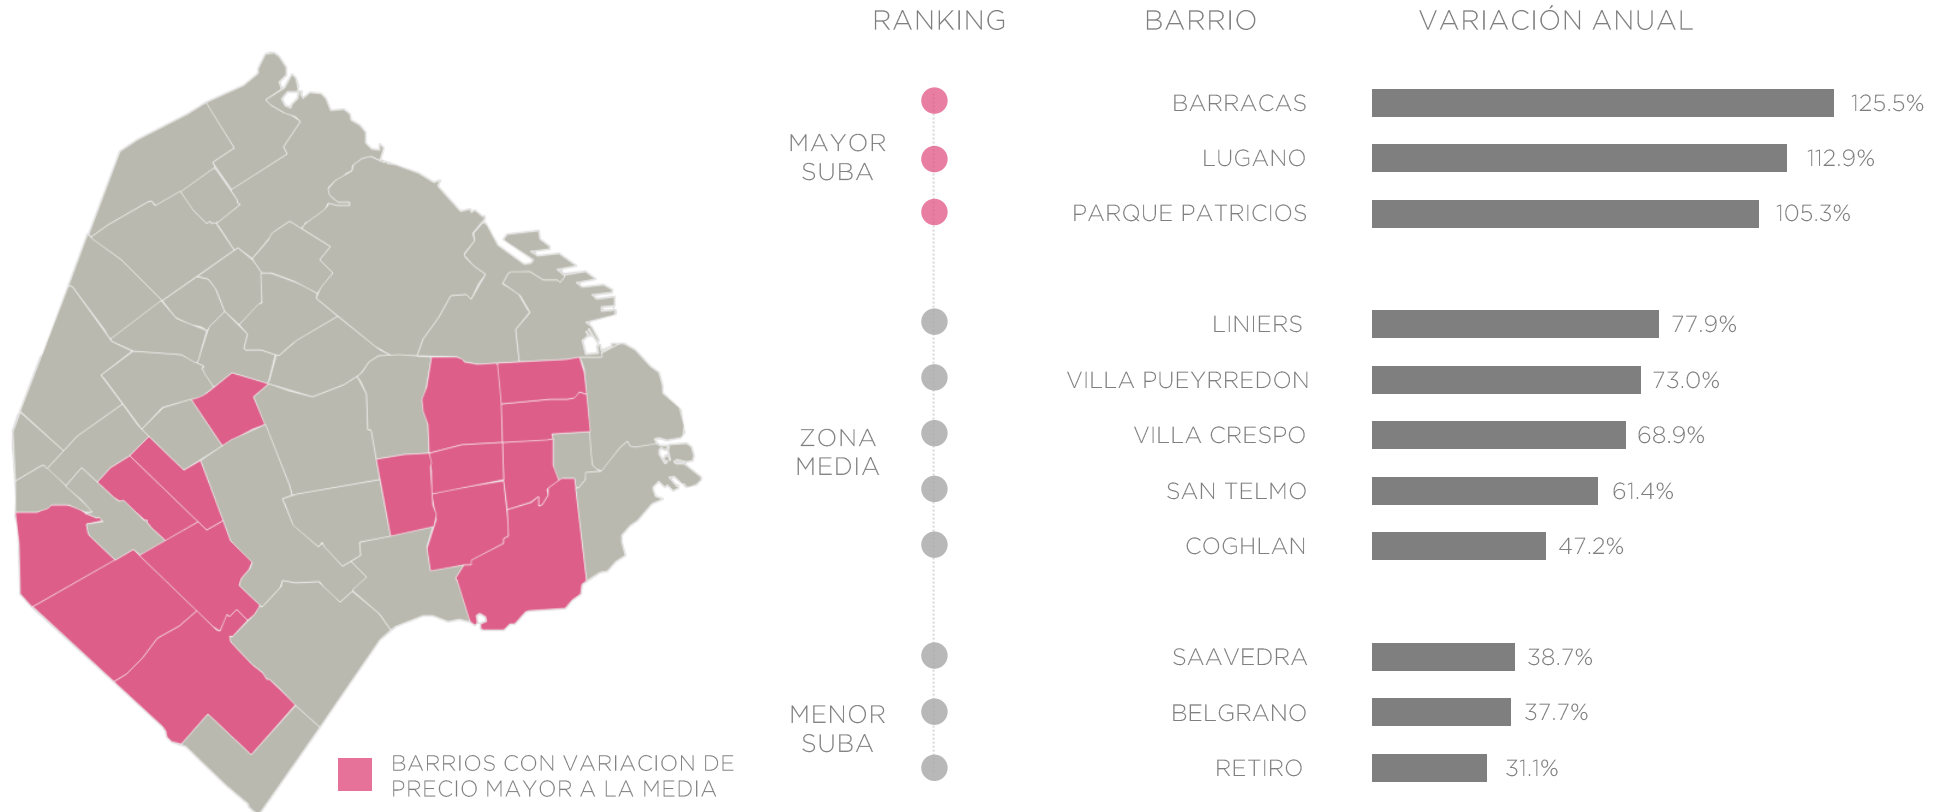 RANKING BARRIO VARIACIÓN ANUAL
MAYOR
SUBA
BARRACAS 125.5%
LUGANO 112.9%
PARQUE PATRICIOS 105.3%
ZONA
MEDIA
LINIERS 77.9%
VILLA PUEYRREDON 73.0%
VILLA CRESPO 68.9%
SAN TELMO 61.4%
COGHLAN 47.2%
MENOR
SUBA
SAAVEDRA 38.7%
BELGRANO 37.7%
RETIRO 31.1%
BARRIOS CON VARIACION DE
PRECIO MAYOR A LA MEDIA